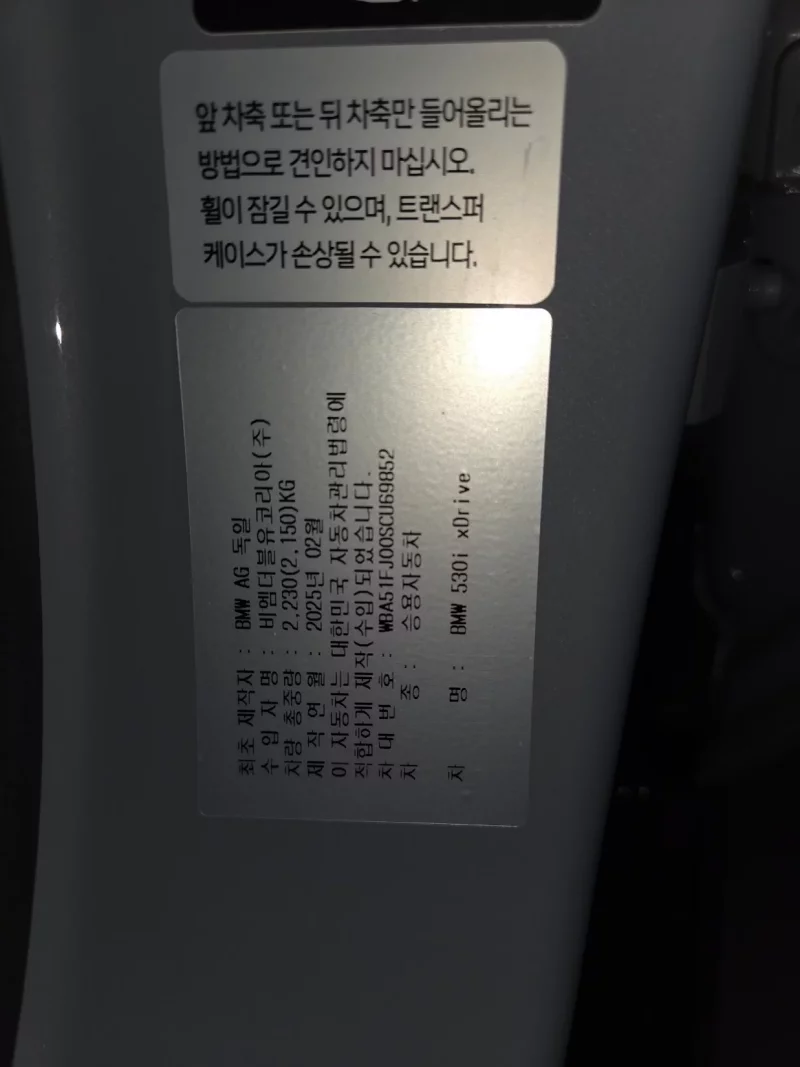 앞 차축 또는 뒤 차축만 들어올리는
방법으로 견인하지 마십시오.
휠이 잠길 수 있으며, 트랜스퍼
케이스가 손상될 수 있습니다.
최초 제작자 : BMW AG 독일
수 입 자 명 : 비엠더블유코리아(주)
차량 총중량 : 2,230(2,150)KG
제 작 연 월 : 2025년 02월
이 자동차는 대한민국 자동차관리법령에
적합하게 제작(수입)되었습니다.
차 대 번 호 : WBA51FJ00SCU69852
차 종 : 승용자동차
차 명 : BMW 530i xDrive